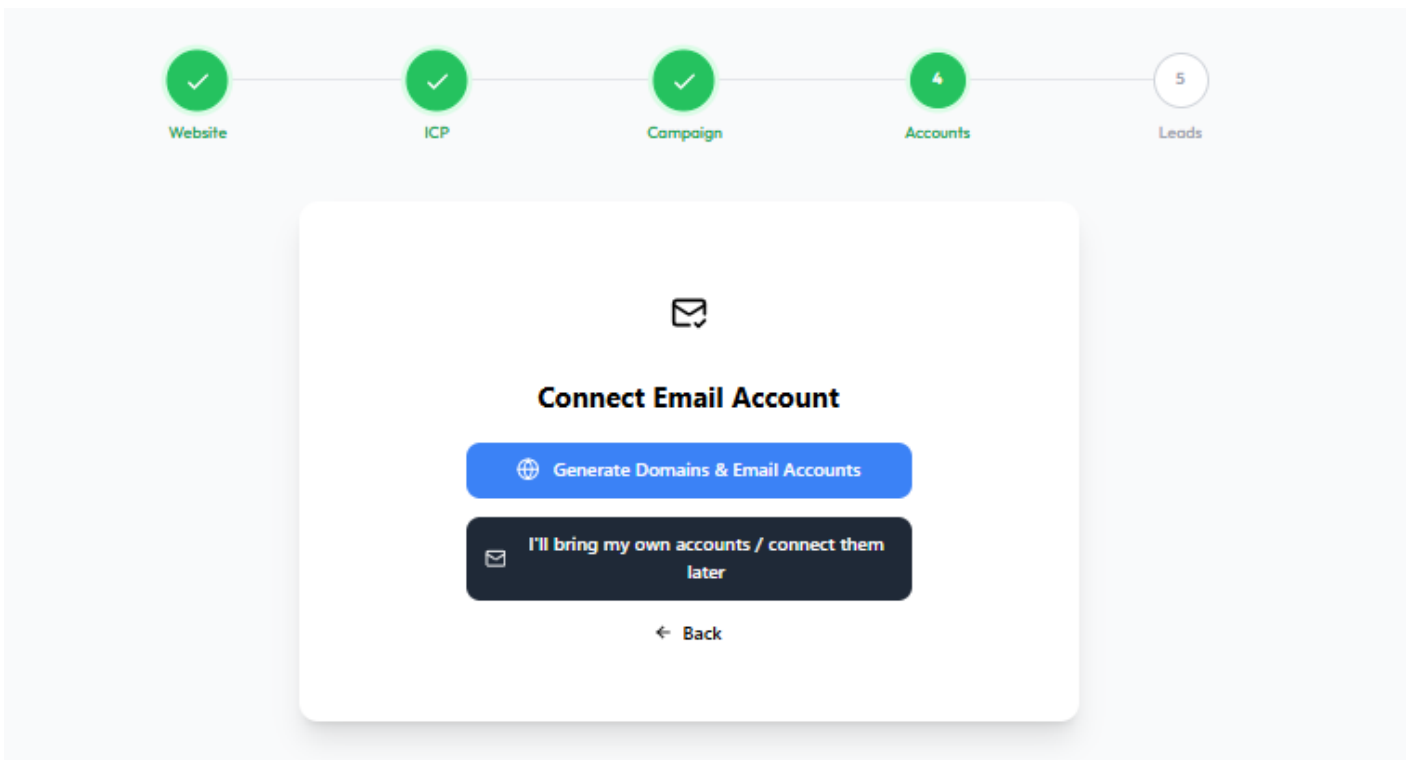 4
5
Website
ICP
Campaign
Accounts
Leads
Connect Email Account
Generate Domains & Email Accounts
I'll bring my own accounts / connect them
later
Back